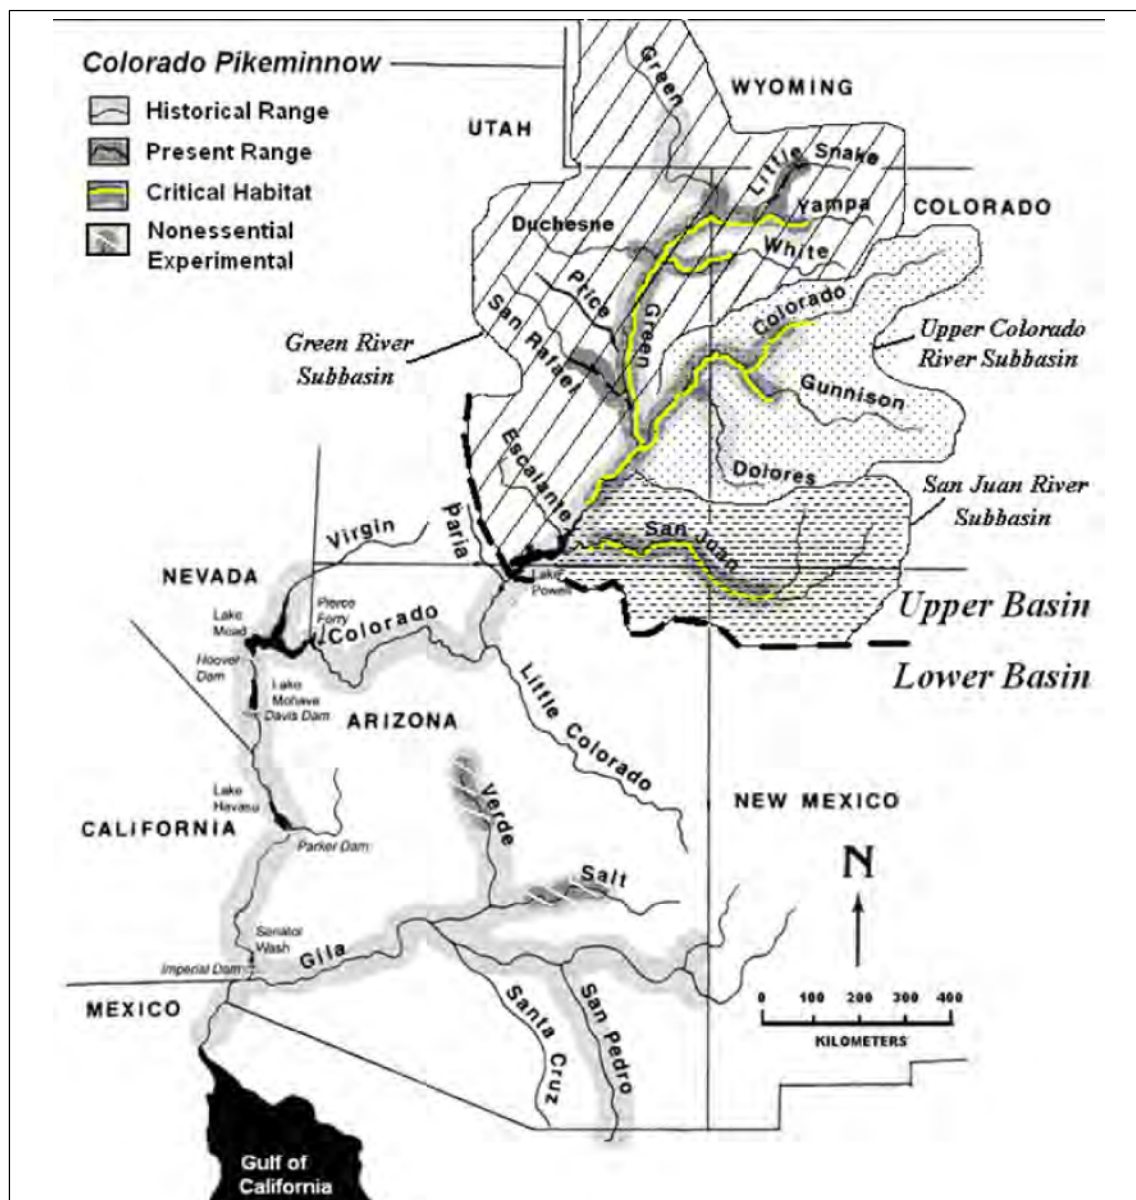 Colorado Pikeminnow
Historical Range
Present Range
Critical Habitat
Nonessential
Experimental
Green
WYOMING
UTAH
Little Snake
Yampa
COLORADO
Duchesne
White
Price
San Rafael
Green
Colorado
Green River
Subbasin
Upper Colorado
River Subbasin
Gunnison
Escalante
Dolores
San Juan River
Subbasin
Paria
Virgin
San Juan
NEVADA
Lake
Powell
Upper Basin
Lower Basin
Lake
Mead
Pierce
Ferry
Colorado
Hoover
Dam
Lake
Mohave
Davis Dam
ARIZONA
Little Colorado
Lake
Havasu
CALIFORNIA
Parker Dam
Verde
NEW MEXICO
N
Salt
Senator
Wash
Imperial Dam
Gila
MEXICO
Santa Cruz
San Pedro
0 100 200 300 400
KILOMETERS
Gulf of
California